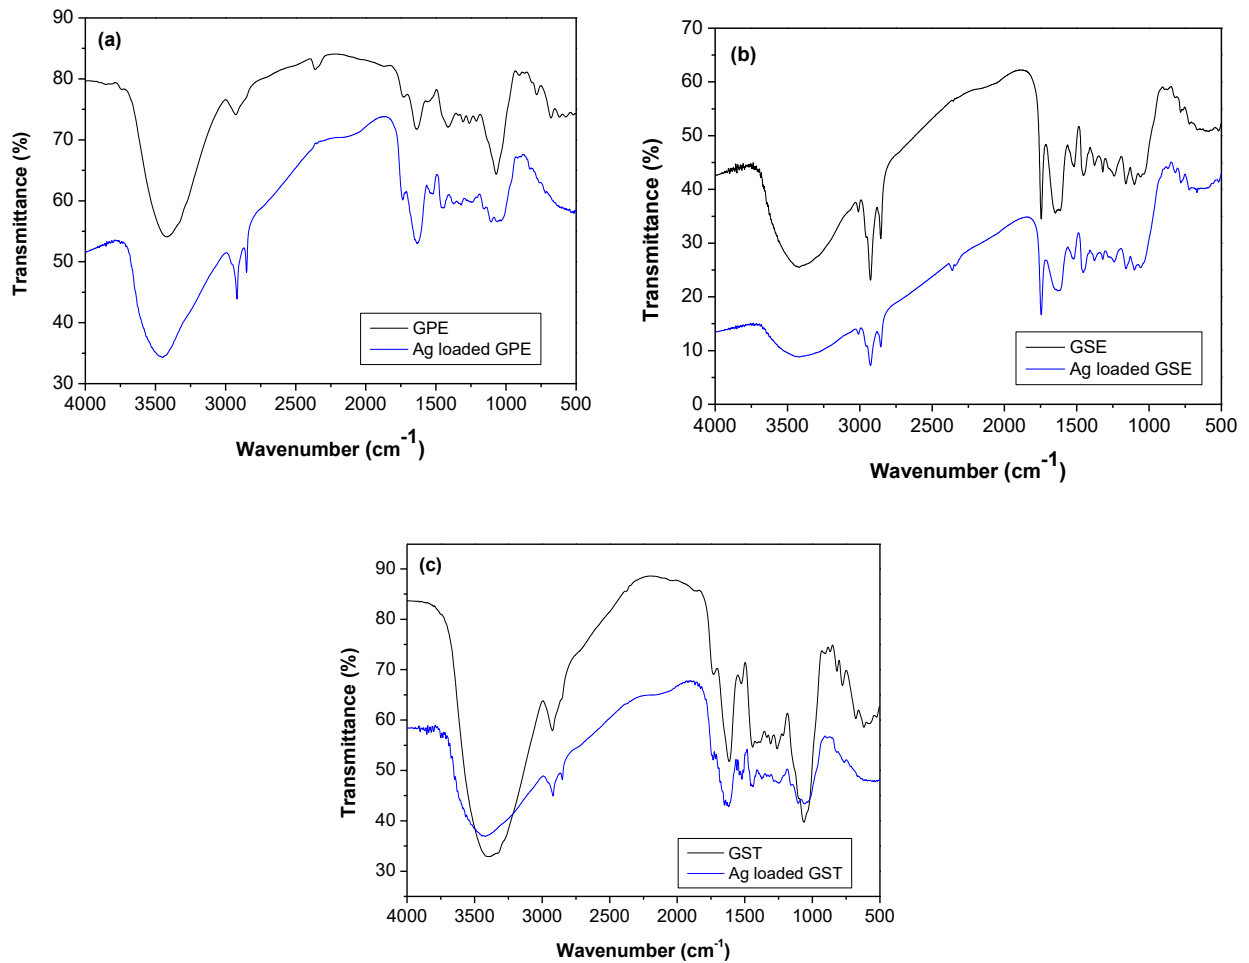 (a)
90
80
70
60
50
40
30
Transmittance (%)
GPE
Ag loaded GPE
4000 3500 3000 2500 2000 1500 1000 500
Wavenumber (cm-1)
(b)
70
60
50
40
30
20
10
0
Transmittance (%)
GSE
Ag loaded GSE
4000 3500 3000 2500 2000 1500 1000 500
Wavenumber (cm-1)
(c)
90
80
70
60
50
40
30
Transmittance (%)
GST
Ag loaded GST
4000 3500 3000 2500 2000 1500 1000 500
Wavenumber (cm-1)